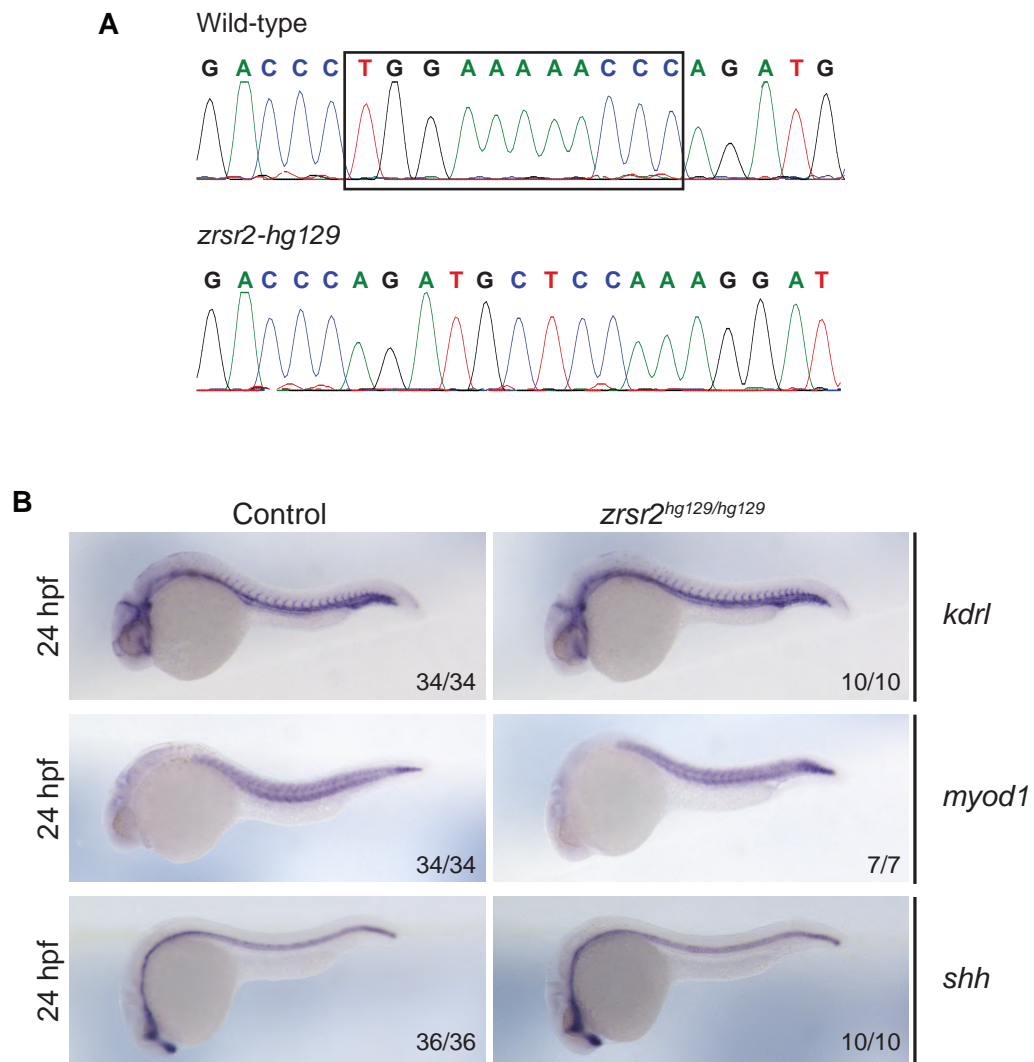 A
Wild-type
G A C C C T G G A A A A A C C C A G A T G
zrsr2-hg129
G A C C C A G A T G C T C C A A A G G A T
B
Control zrsr2hg129/hg129
24 hpf
34/34
10/10
kdrl
24 hpf
34/34
7/7
myod1
24 hpf
36/36
10/10
shh